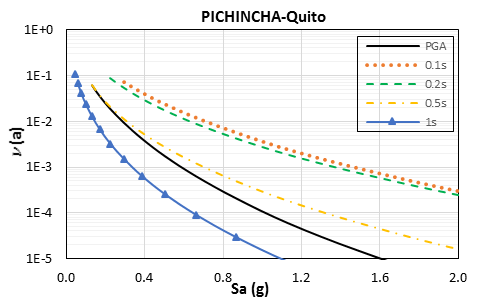 PICHINCHA-Quito
1E+0
1E-1
1E-2
1E-3
1E-4
1E-5
ν (a)
PGA
0.1s
0.2s
0.5s
1s
0.0 0.4 0.8 1.2 1.6 2.0
Sa (g)